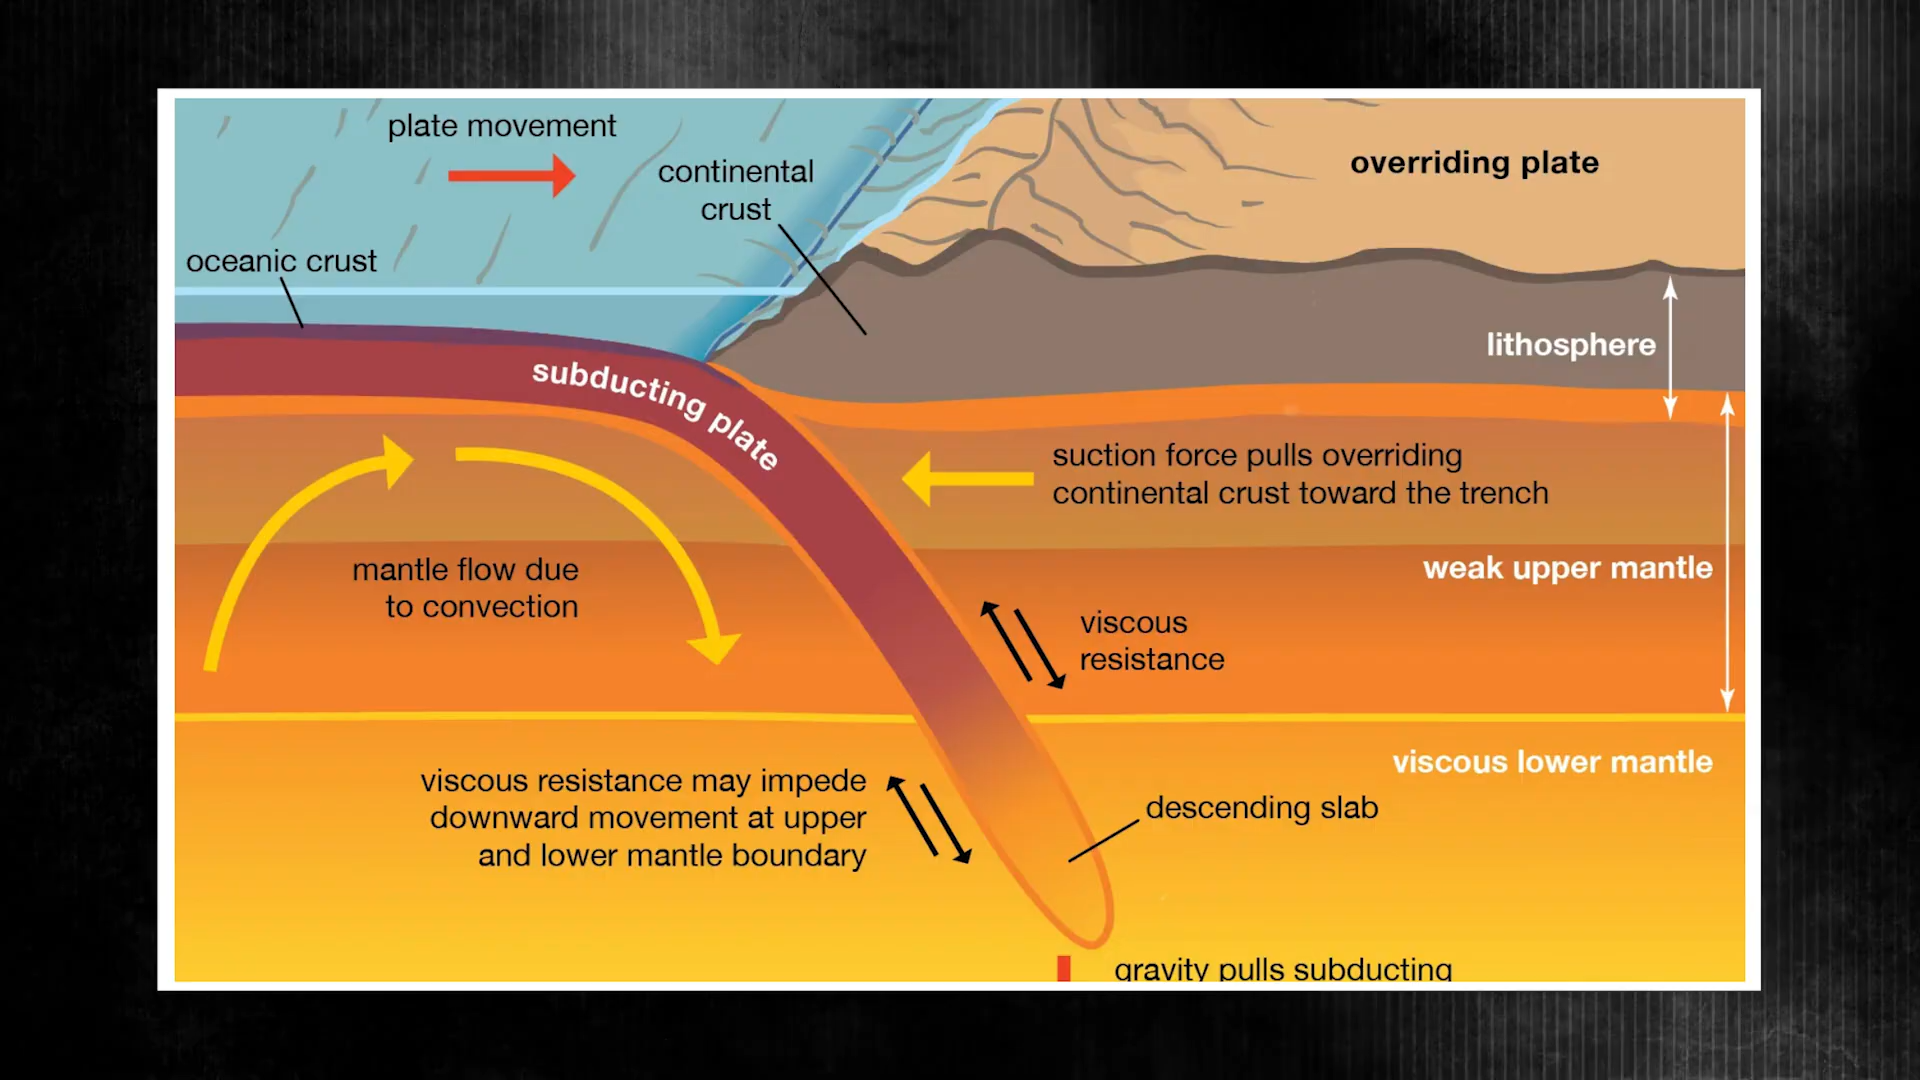 plate movement
continental
crust
overriding plate
oceanic crust
lithosphere
subducting plate
suction force pulls overriding
continental crust toward the trench
mantle flow due
to convection
weak upper mantle
viscous
resistance
viscous lower mantle
viscous resistance may impede
downward movement at upper
and lower mantle boundary
descending slab
gravity pulls subducting